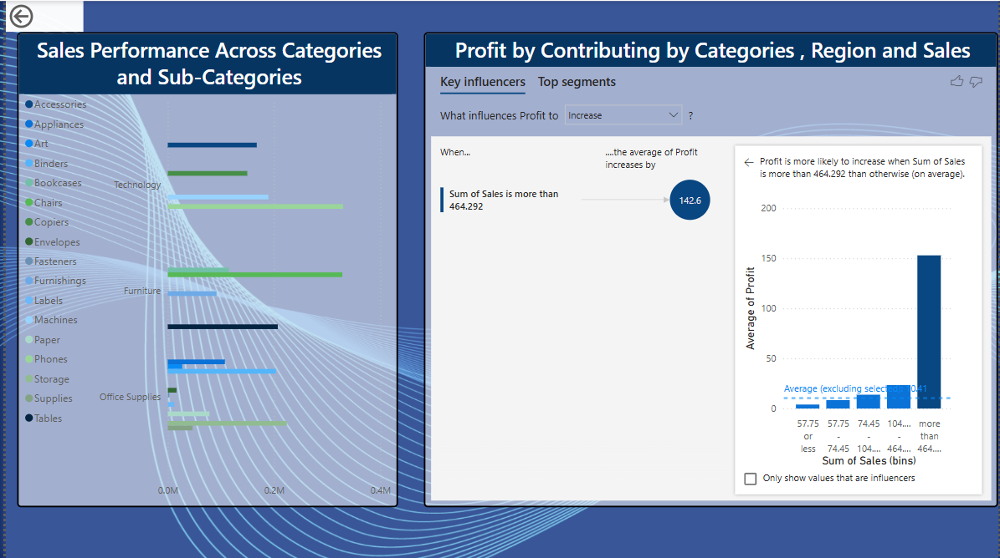 Sales Performance Across Categories
and Sub-Categories
Accessories
Appliances
Art
Binders
Bookcases
Chairs
Copiers
Envelopes
Fasteners
Furnishings
Labels
Machines
Paper
Phones
Storage
Supplies
Tables
Technology
Furniture
Office Supplies
0.0M 0.2M 0.4M
Profit by Contributing by Categories , Region and Sales
Key influencers Top segments
What influences Profit to Increase ?
When...
....the average of Profit
increases by
Sum of Sales is more than
464.292
142.6
Profit is more likely to increase when Sum of Sales
is more than 464.292 than otherwise (on average).
200
150
100
50
0
Average of Profit
Average (excluding selected): 10.41
57.75 57.75 74.45 104.... more
or - - - than
less 74.45 104.... 464.... 464....
Sum of Sales (bins)
Only show values that are influencers